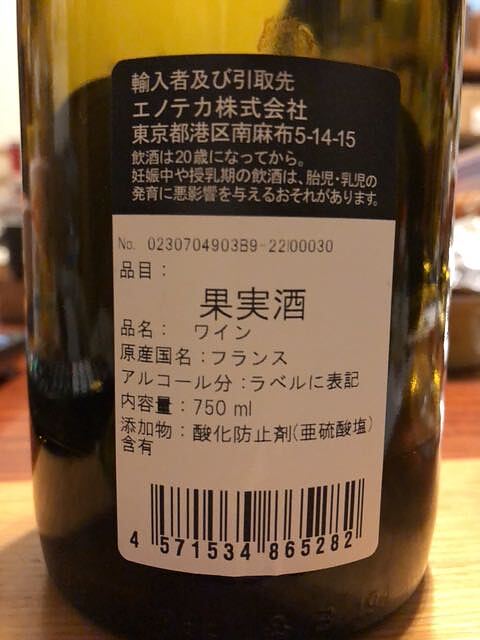 輸入者及び引取先
エノテカ株式会社
東京都港区南麻布5-14-15
飲酒は20歳になってから。
妊娠中や授乳期の飲酒は、胎児・乳児の
発育に悪影響を与えるおそれがあります。
No. 0230704903B9-22I00030
品目：
果実酒
品名： ワイン
原産国名：フランス
アルコール分：ラベルに表記
内容量：750 ml
添加物：酸化防止剤(亜硫酸塩)
含有
4 571534 865282